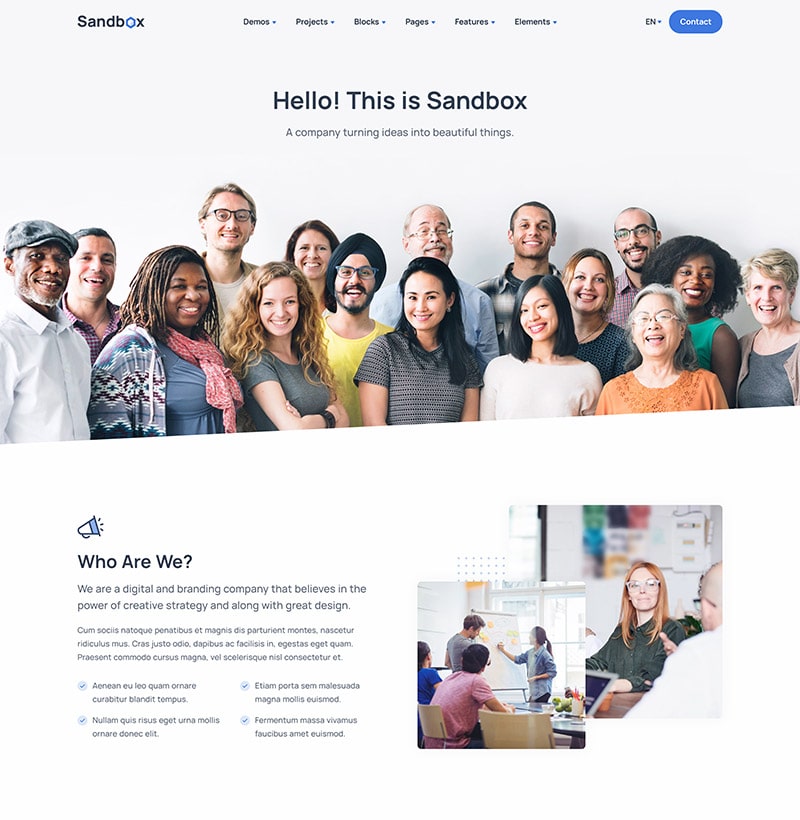 Sandbox
Demos Projects Blocks Pages Features Elements EN Contact
Hello! This is Sandbox
A company turning ideas into beautiful things.
Who Are We?
We are a digital and branding company that believes in the
power of creative strategy and along with great design.
Cum sociis natoque penatibus et magnis dis parturient montes, nascetur
ridiculus mus. Cras justo odio, dapibus ac facilisis in, egestas eget quam.
Praesent commodo cursus magna, vel scelerisque nisl consectetur et.
Aenean eu leo quam ornare
curabitur blandit tempus.
Nullam quis risus eget urna mollis
ornare donec elit.
Etiam porta sem malesuada
magna mollis euismod.
Fermentum massa vivamus
faucibus amet euismod.